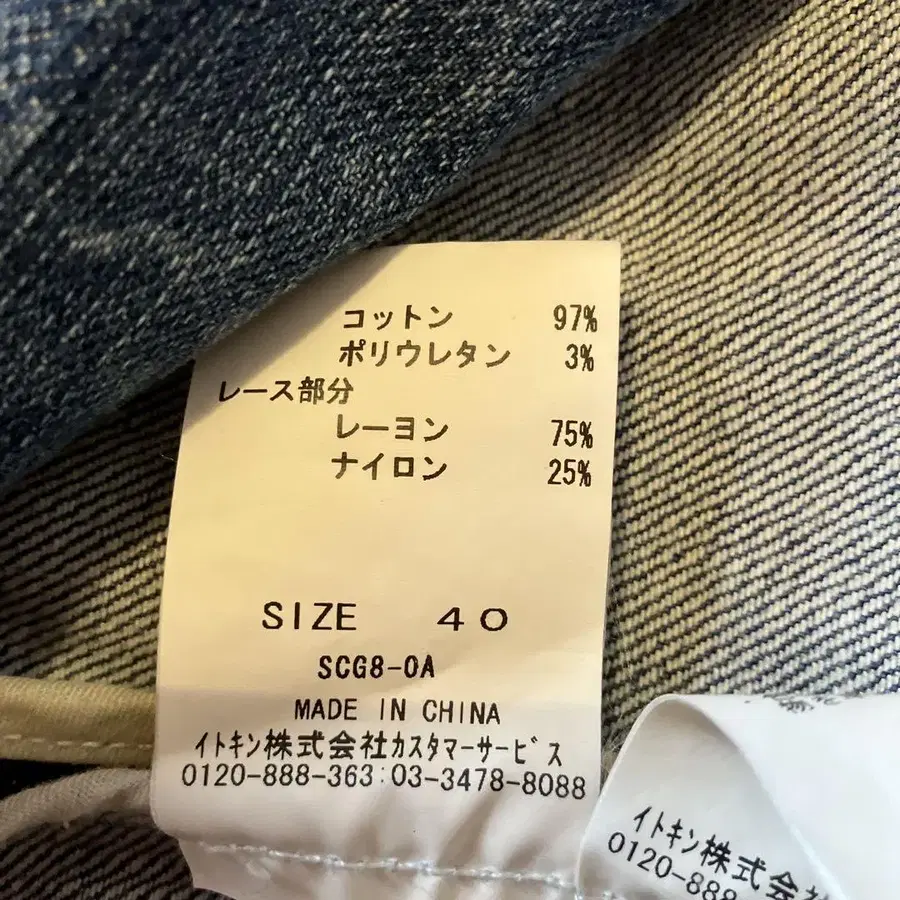 コットン 97%
ポリウレタン 3%
レース部分
レーヨン 75%
ナイロン 25%
SIZE 40
SCG8-0A
MADE IN CHINA
イトキン株式会社カスタマーサービス
0120-888-363:03-3478-8088
イトキン株式会社
0120-888